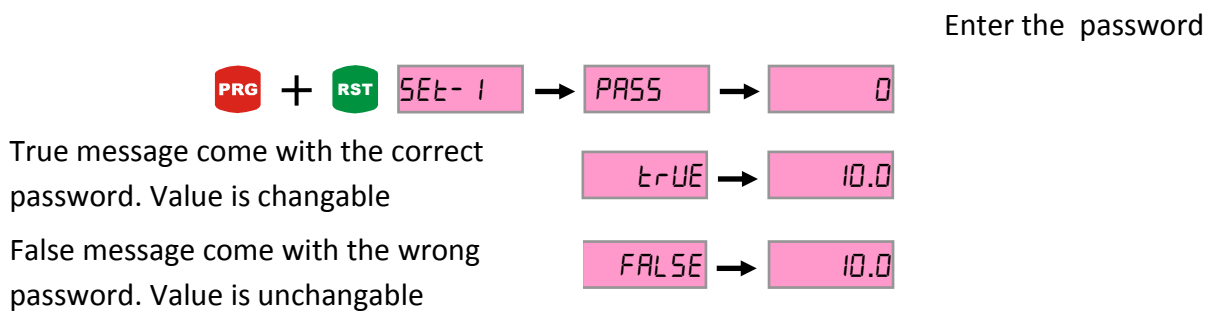 Enter the password
PRG + RST SEt-1 → PASS → 0
True message come with the correct
password. Value is changable
trUE → 10.0
False message come with the wrong
password. Value is unchangable
FALSE → 10.0